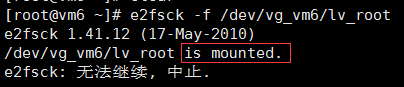 [root@vm6 ~]# e2fsck -f /dev/vg_vm6/lv_root
e2fsck 1.41.12 (17-May-2010)
/dev/vg_vm6/lv_root is mounted.
e2fsck: 无法继续, 中止.